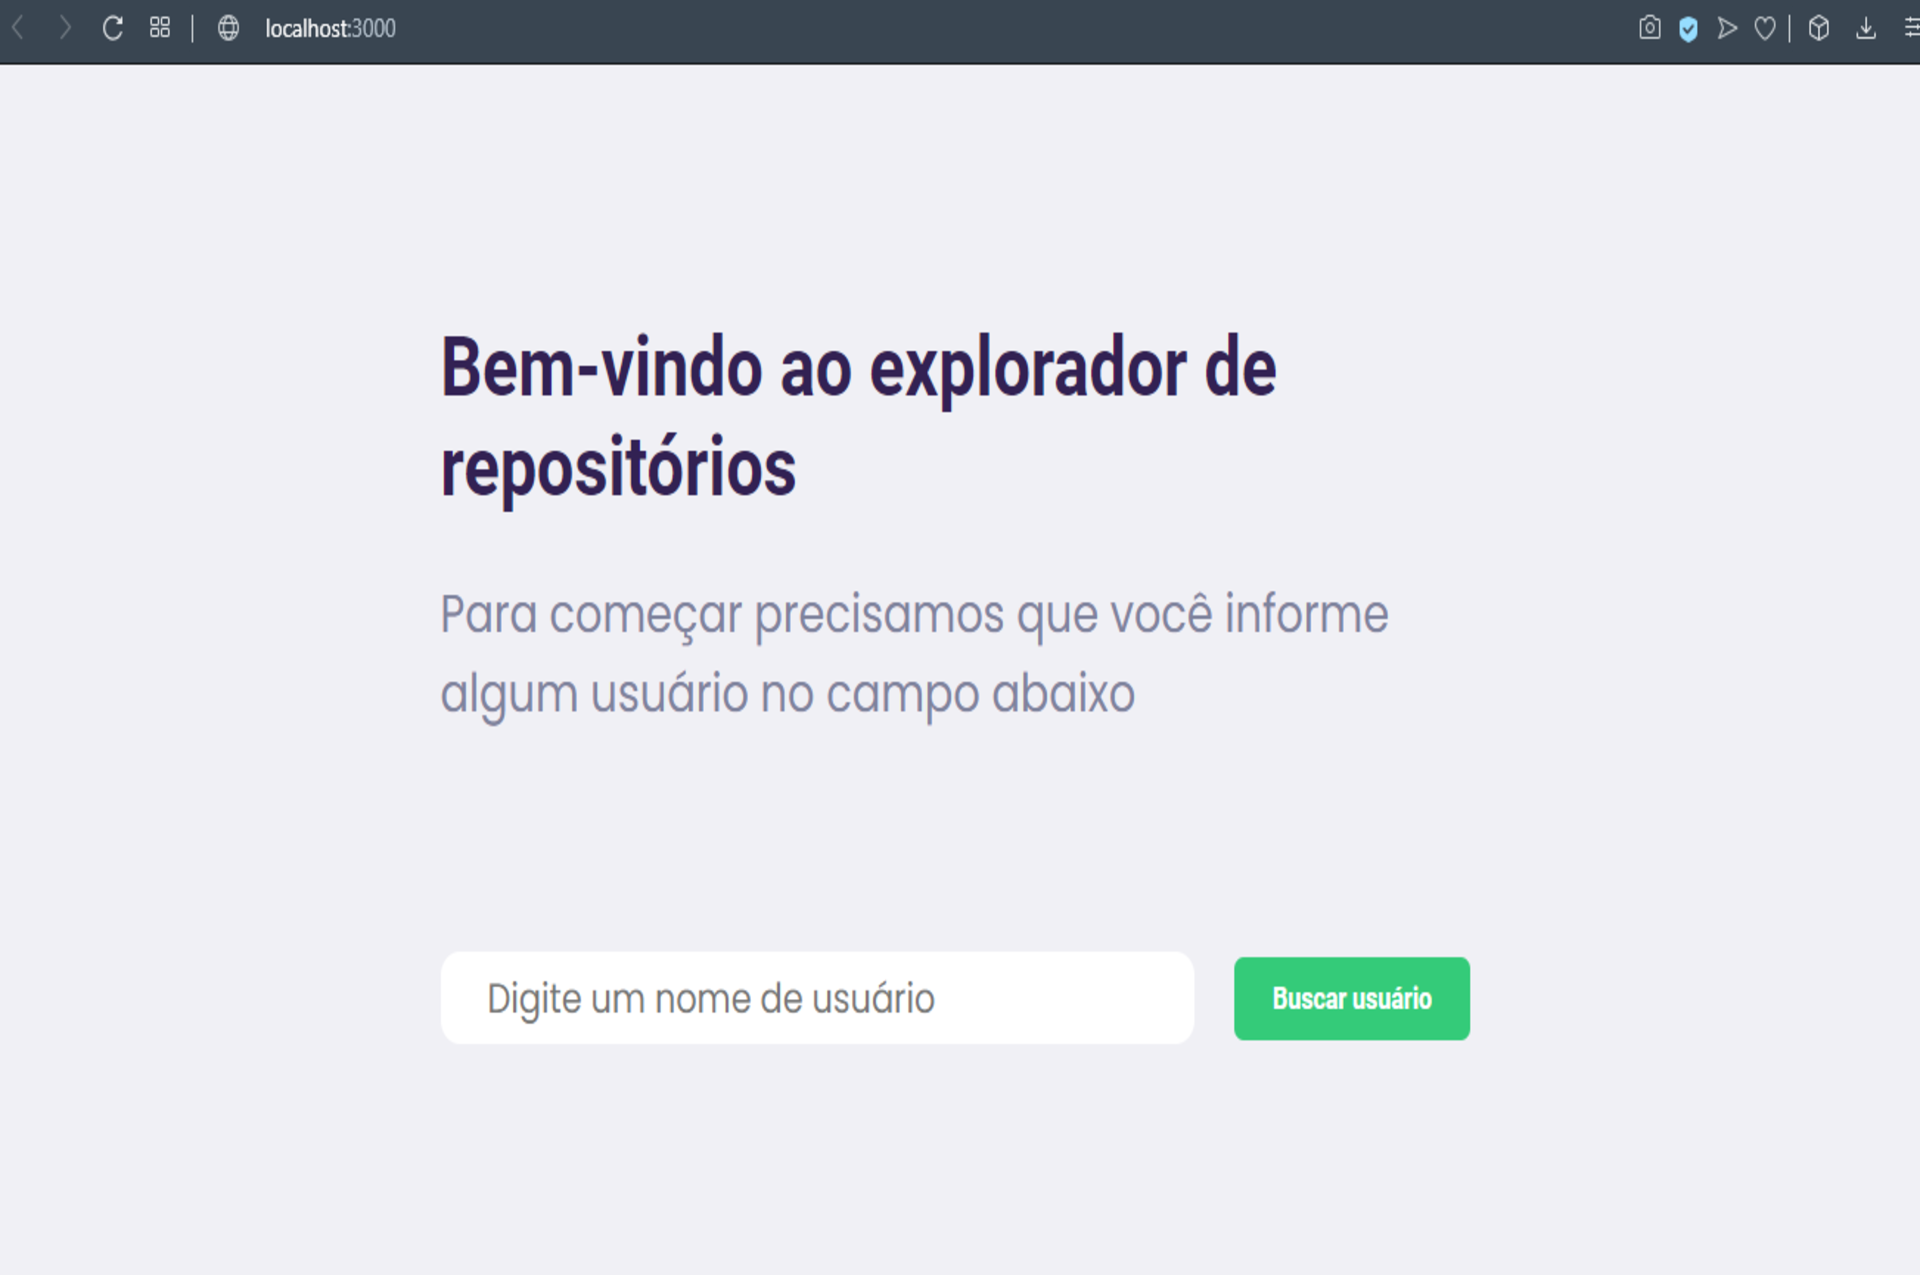 localhost:3000
Bem-vindo ao explorador de
repositórios
Para começar precisamos que você informe
algum usuário no campo abaixo
Digite um nome de usuário
Buscar usuário